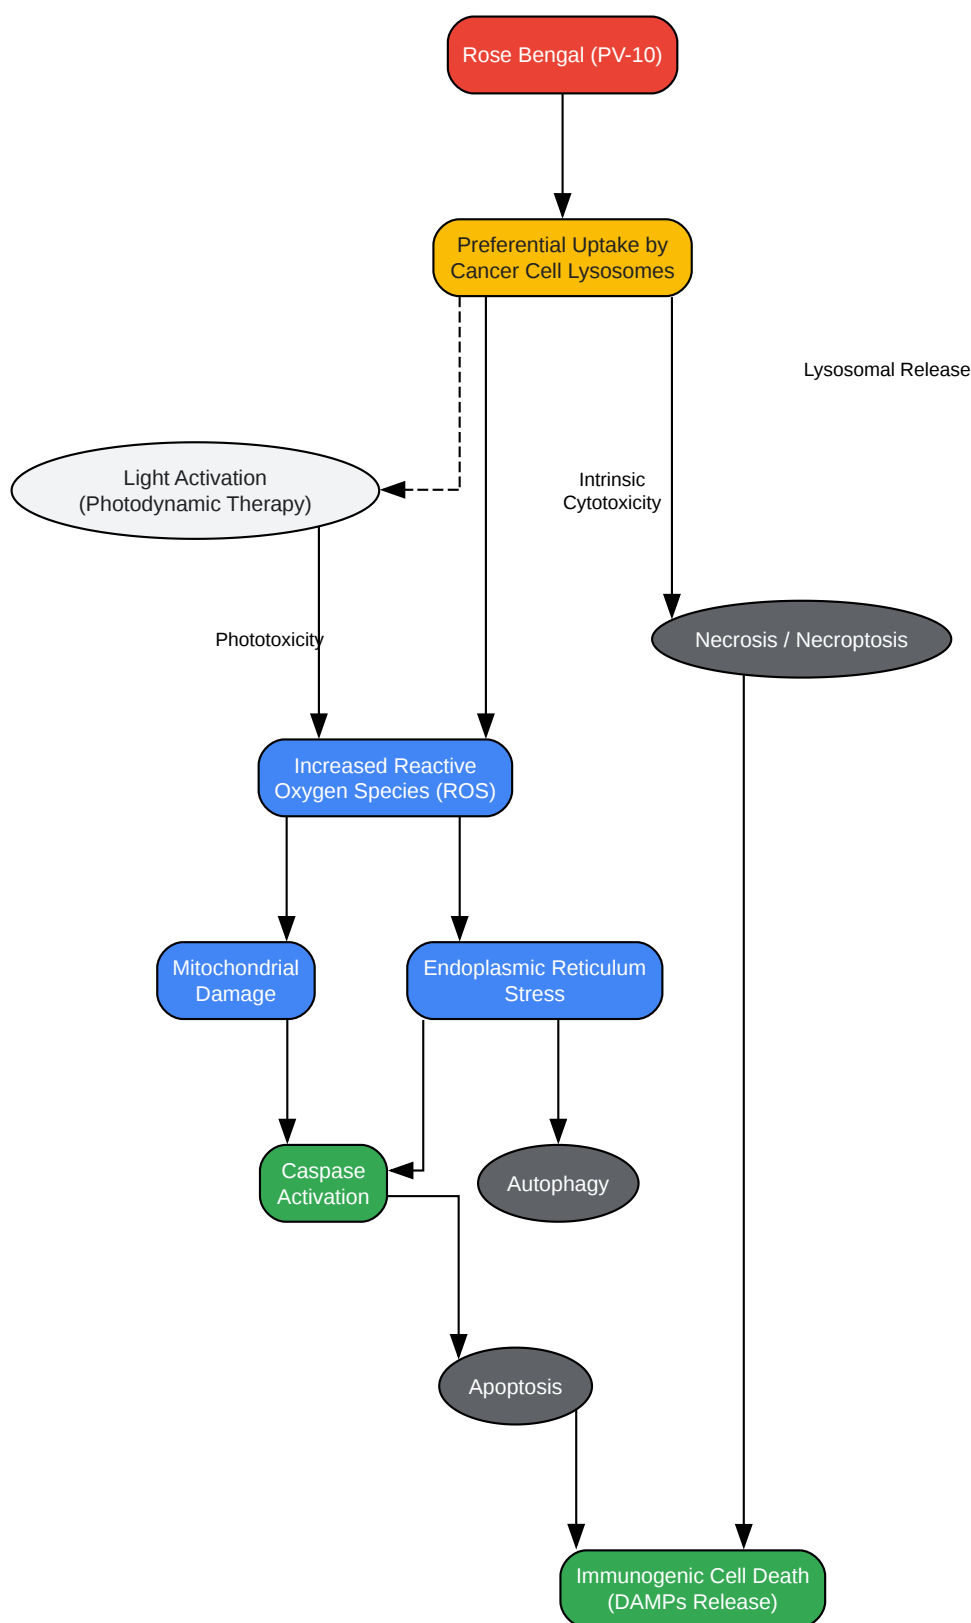 Rose Bengal (PV-10)
Preferential Uptake by
Cancer Cell Lysosomes
Lysosomal Release
Light Activation
(Photodynamic Therapy)
Intrinsic
Cytotoxicity
Phototoxicity
Necrosis / Necroptosis
Increased Reactive
Oxygen Species (ROS)
Mitochondrial
Damage
Endoplasmic Reticulum
Stress
Caspase
Activation
Autophagy
Apoptosis
Immunogenic Cell Death
(DAMPs Release)